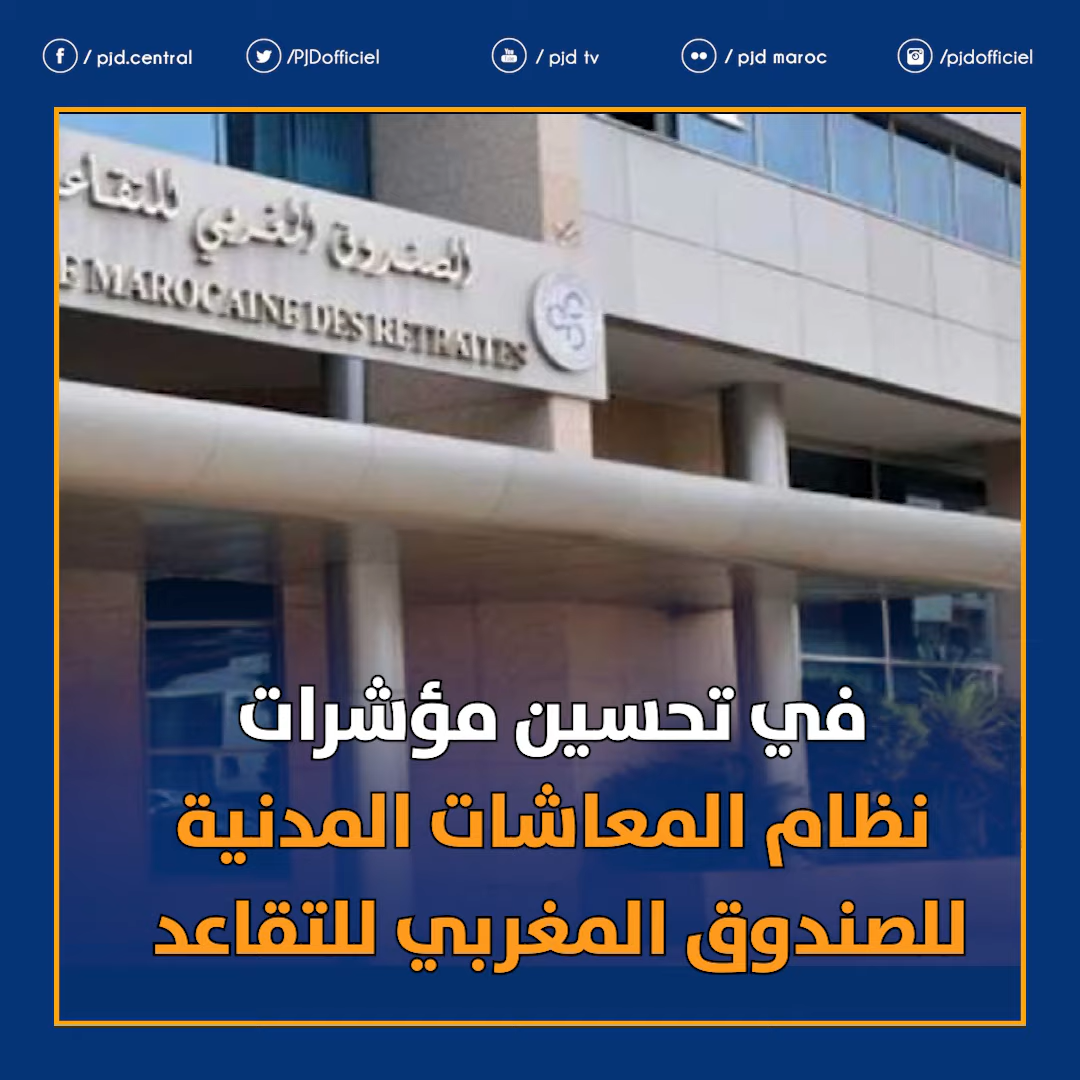 / pjd.central
/PJDofficiel
/ pjd tv
/ pjd maroc
/pjdofficiel
الصندوق المغربي للتقاعد
E MAROCAINE DES RETRAITES
في تحسين مؤشرات
نظام المعاشات المدنية
للصندوق المغربي للتقاعد